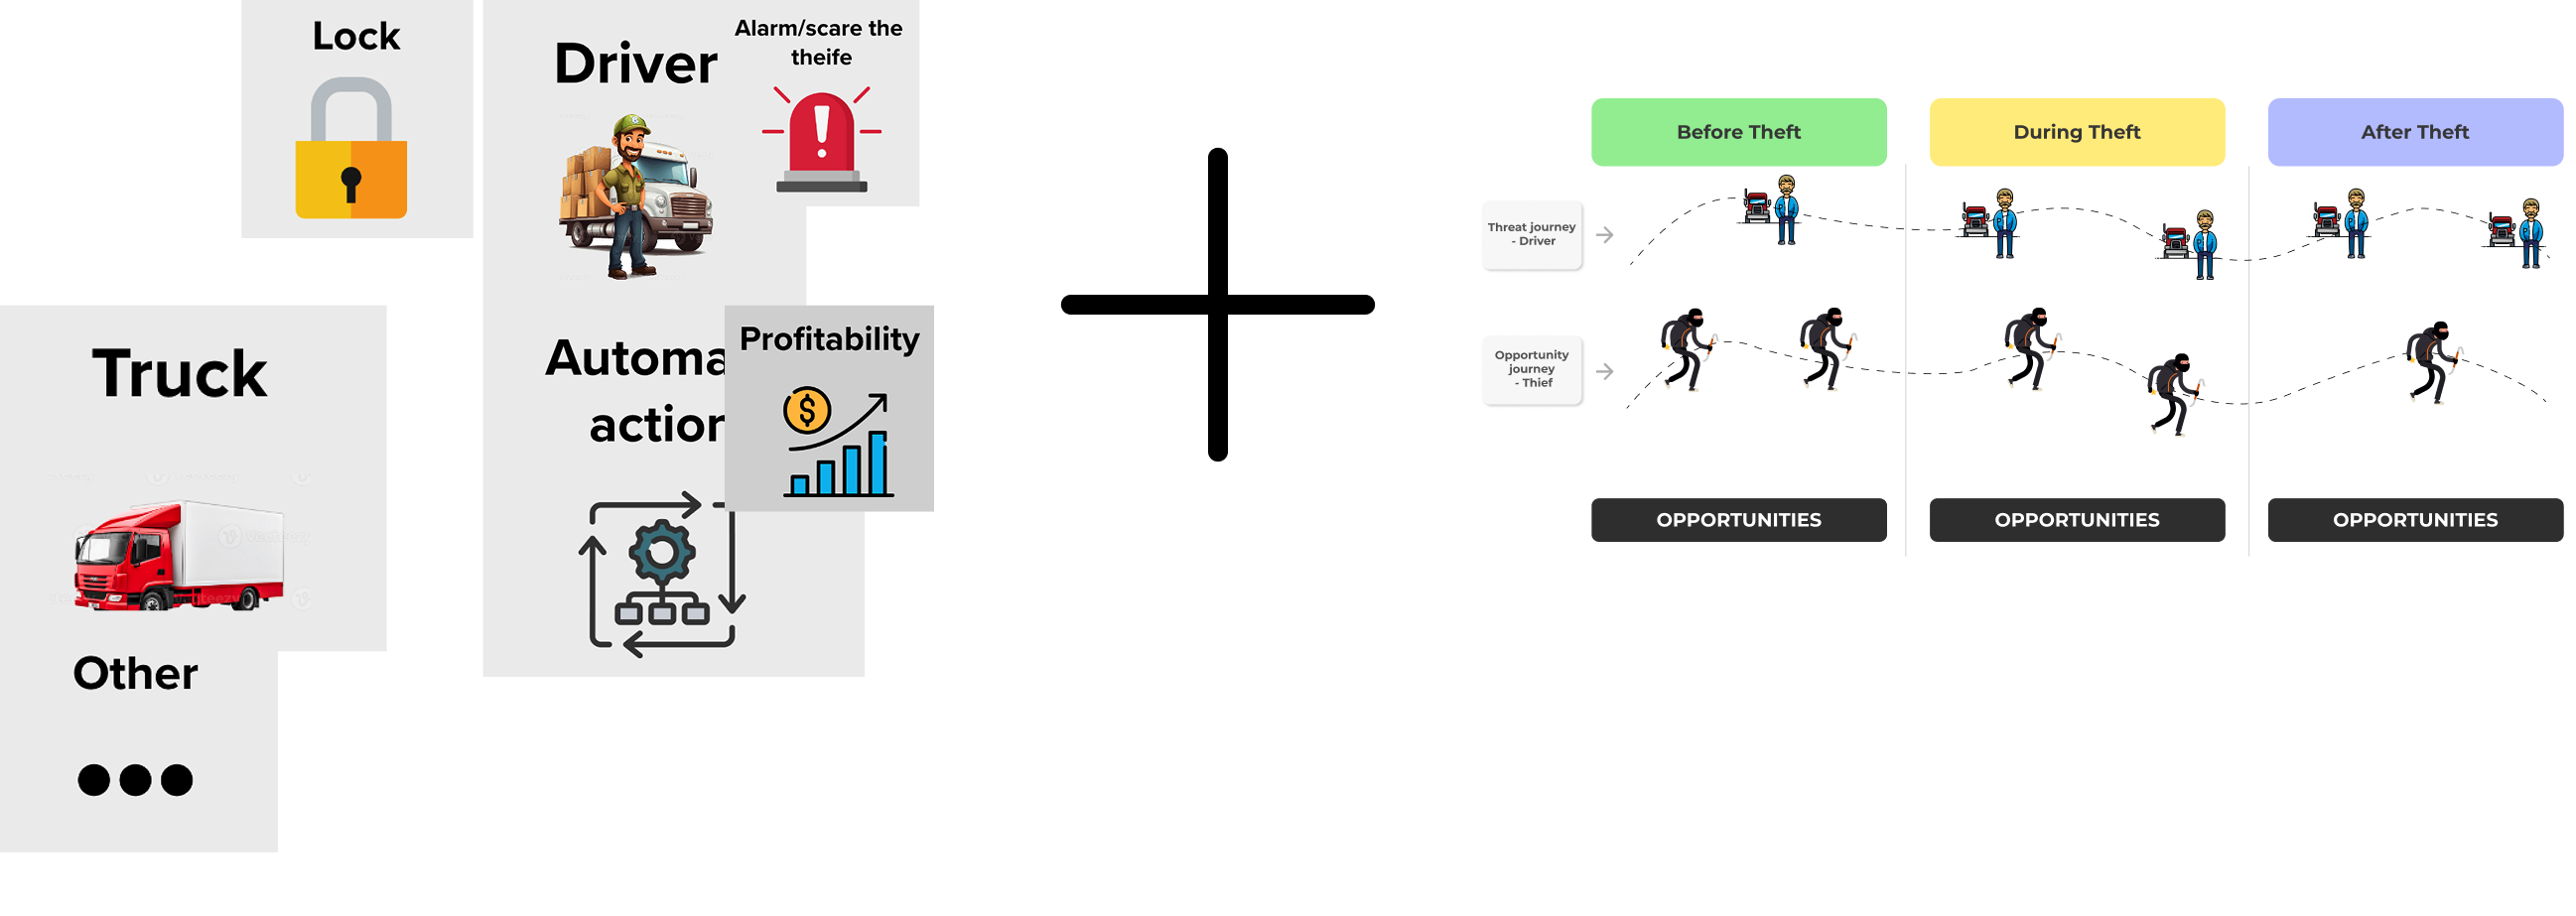 Lock
Driver
Alarm/scare the
theife
Truck
Automa
action
Profitability
Other
Before Theft
During Theft
After Theft
Threat journey
- Driver
Opportunity
journey
- Thief
OPPORTUNITIES
OPPORTUNITIES
OPPORTUNITIES